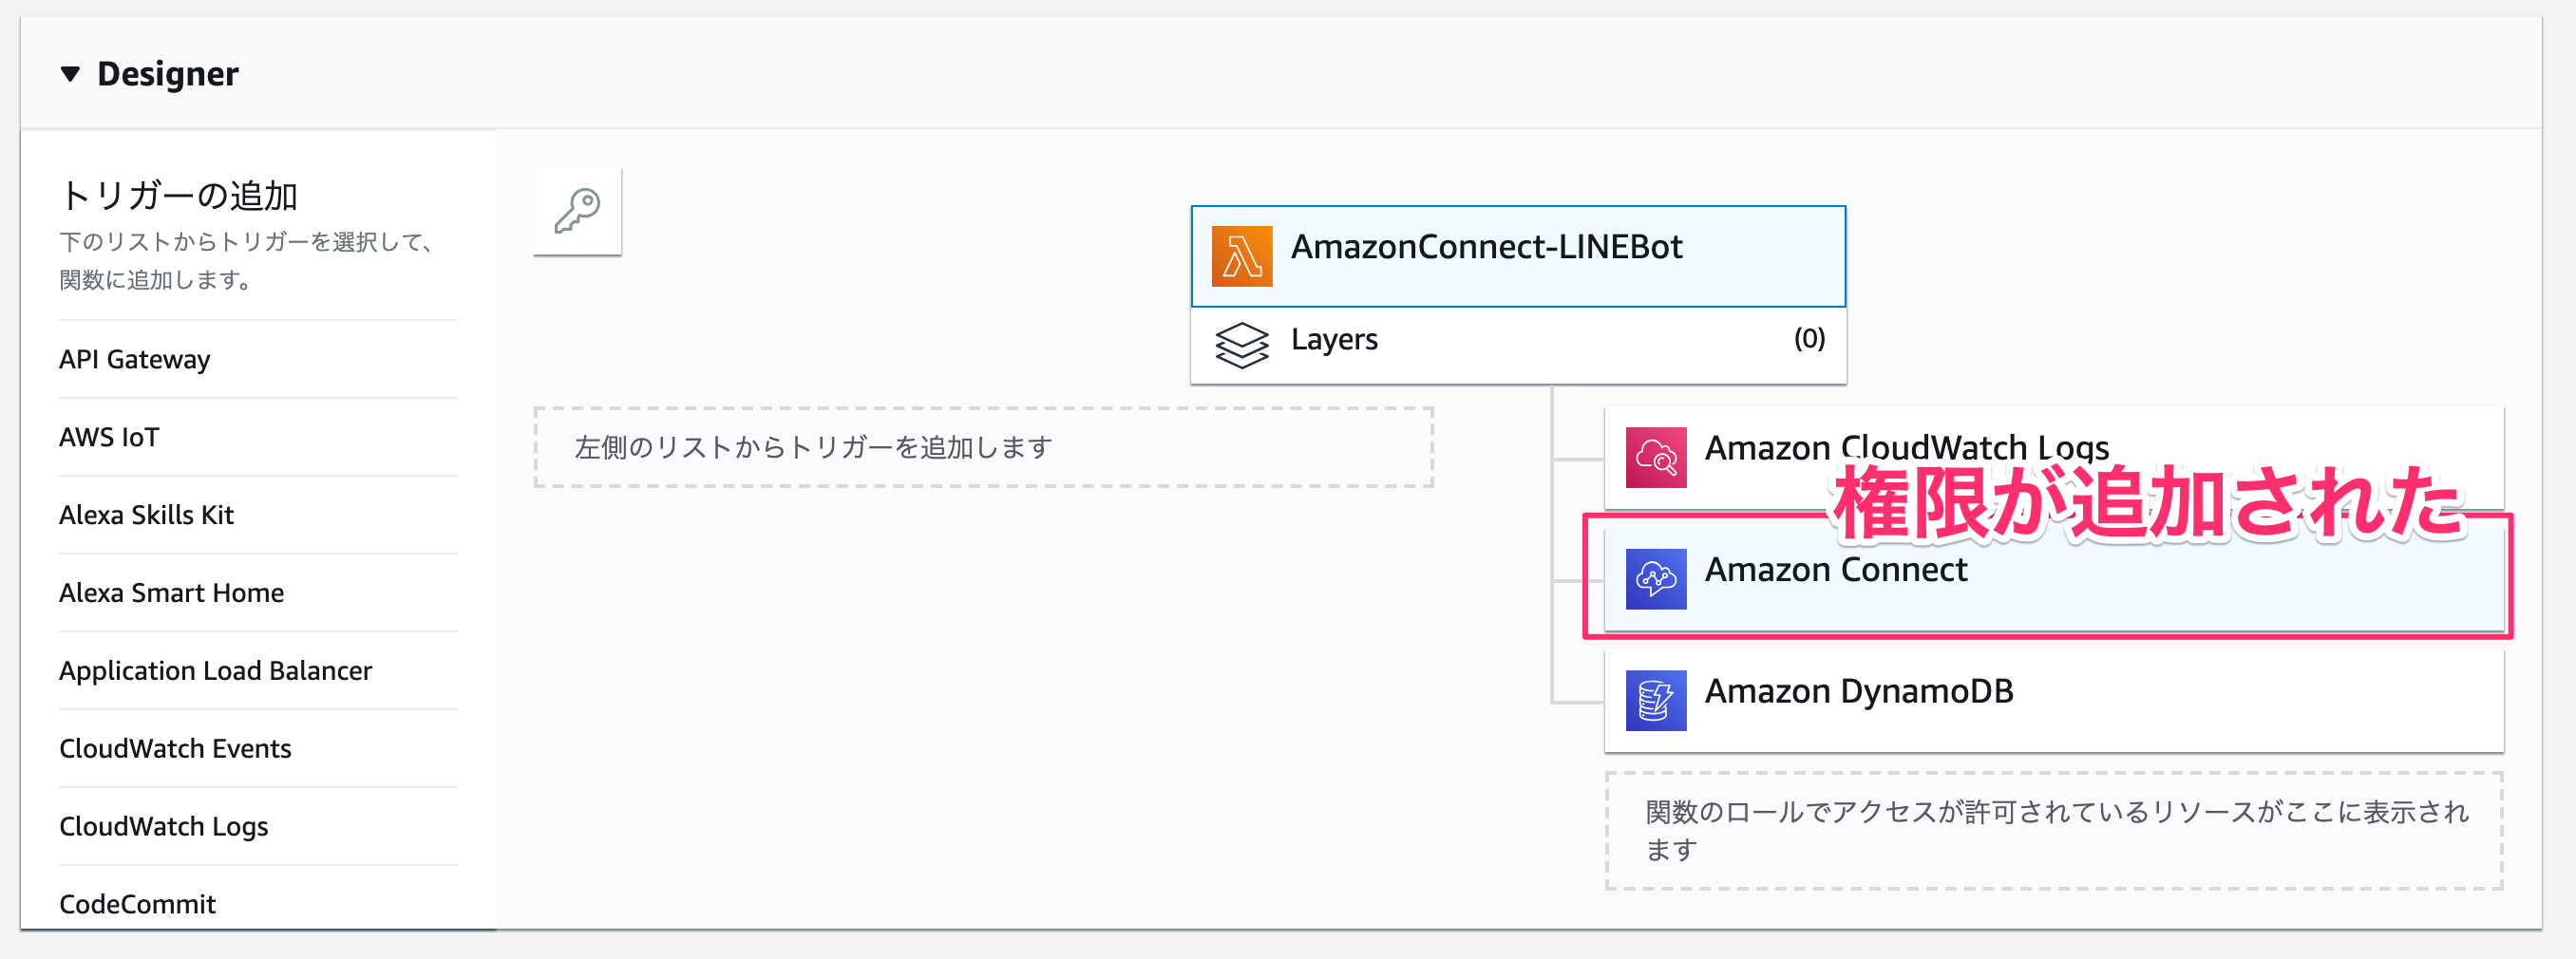 Designer
トリガーの追加
下のリストからトリガーを選択して、
関数に追加します。
API Gateway
AWS IoT
Alexa Skills Kit
Alexa Smart Home
Application Load Balancer
CloudWatch Events
CloudWatch Logs
CodeCommit
AmazonConnect-LINEBot
Layers (0)
左側のリストからトリガーを追加します
Amazon CloudWatch Logs
権限が追加された
Amazon Connect
Amazon DynamoDB
関数のロールでアクセスが許可されているリソースがここに表示され
ます